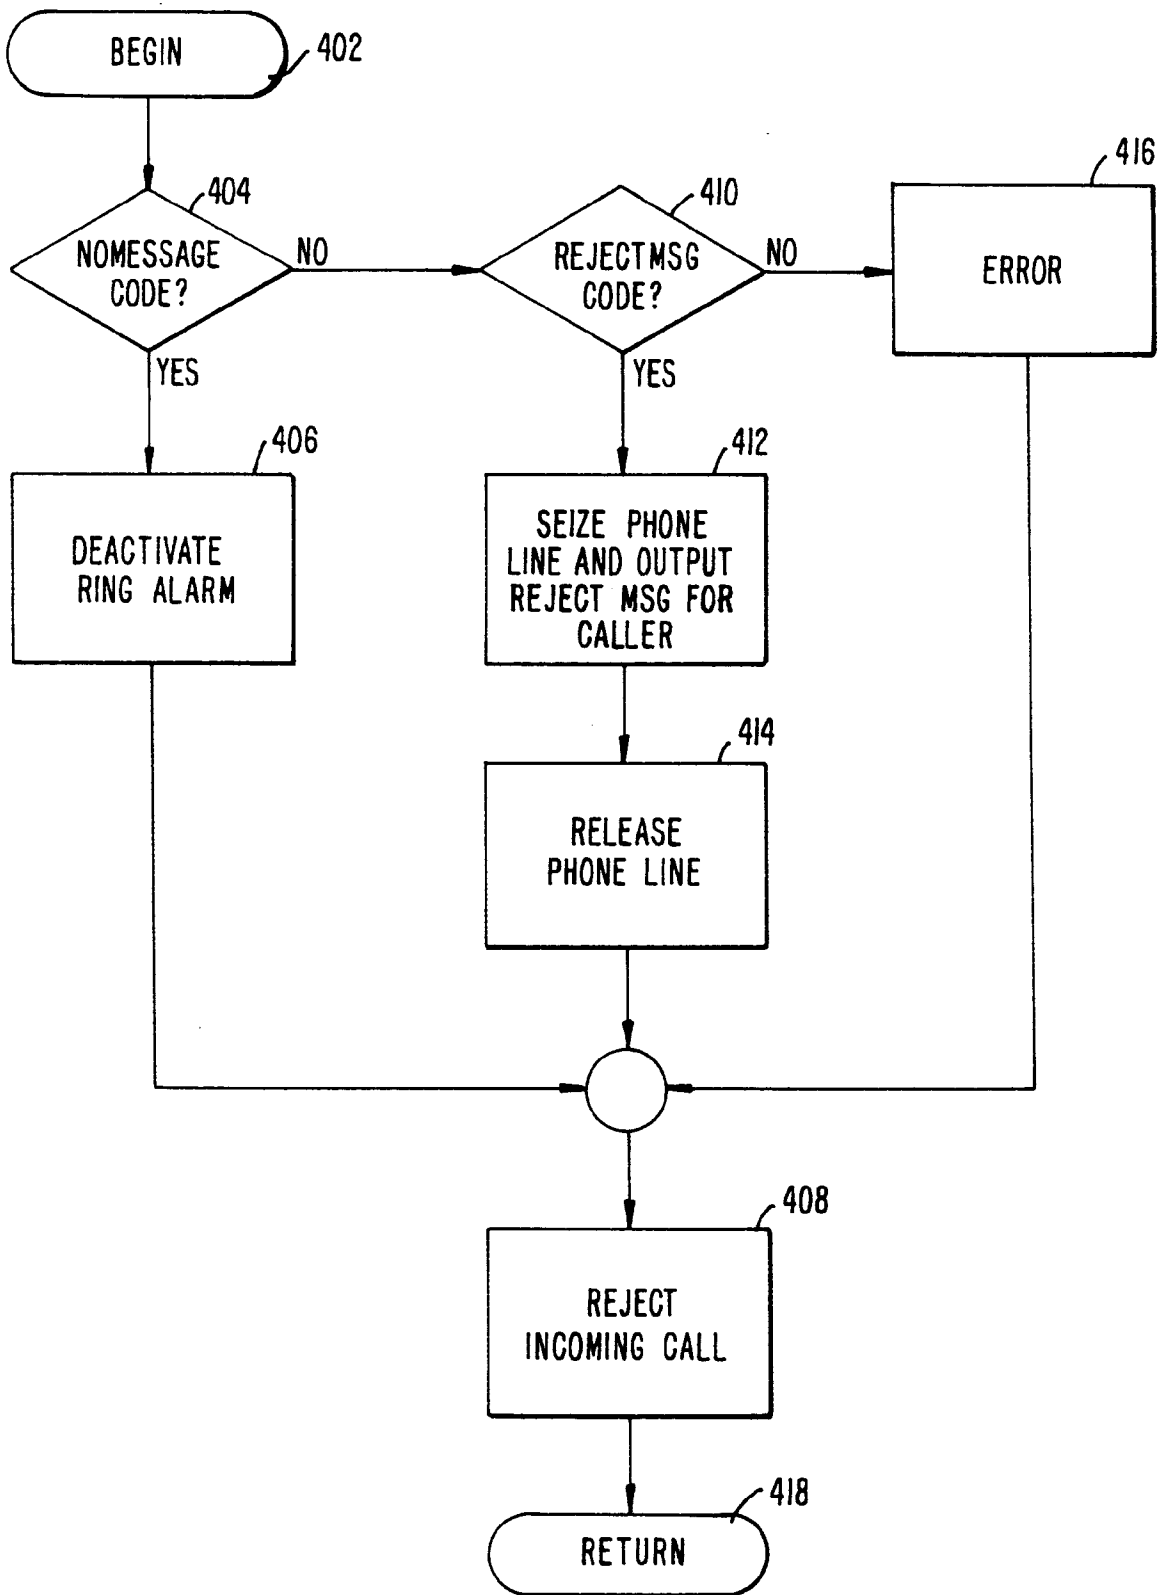 BEGIN
402
404
NOMESSAGE
CODE?
NO
YES
410
REJECTMSG
CODE?
NO
YES
416
ERROR
406
DEACTIVATE
RING ALARM
412
SEIZE PHONE
LINE AND OUTPUT
REJECT MSG FOR
CALLER
414
RELEASE
PHONE LINE
408
REJECT
INCOMING CALL
418
RETURN